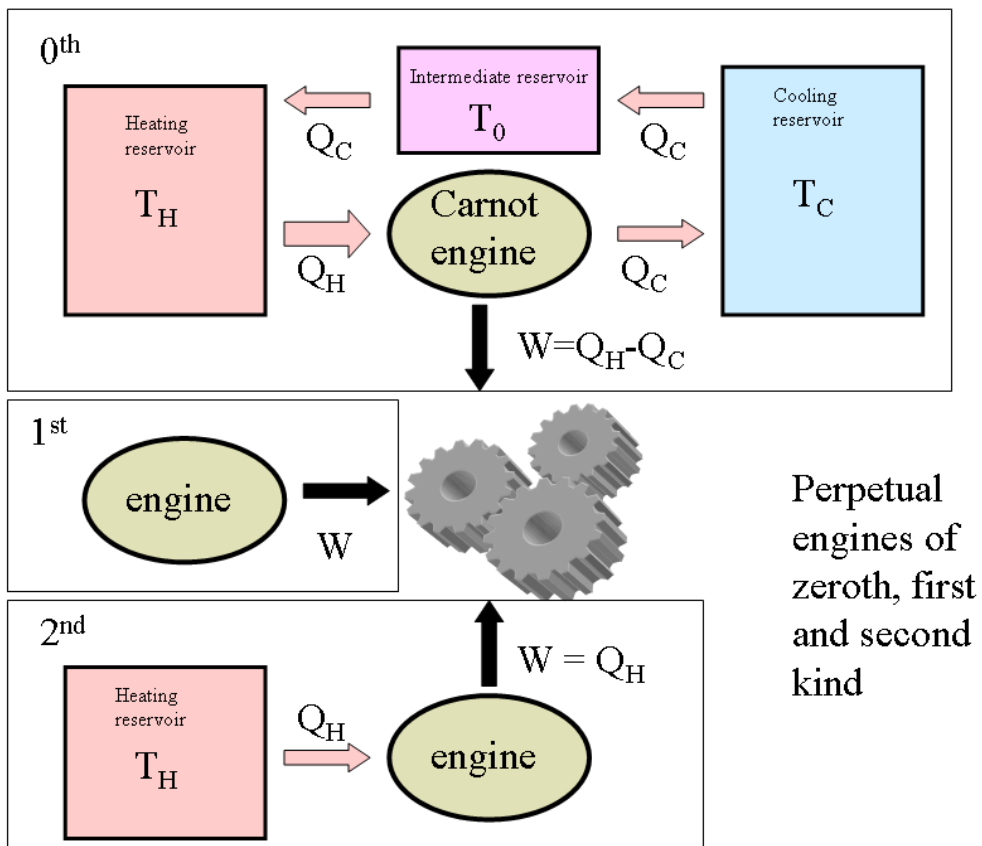 0th
Intermediate reservoir
T0
Heating
reservoir
TH
Cooling
reservoir
TC
QC
QC
Carnot
engine
QH
QC
W=QH-QC
1st
engine
W
Perpetual
engines of
zeroth, first
and second
kind
2nd
Heating
reservoir
TH
QH
engine
W = QH